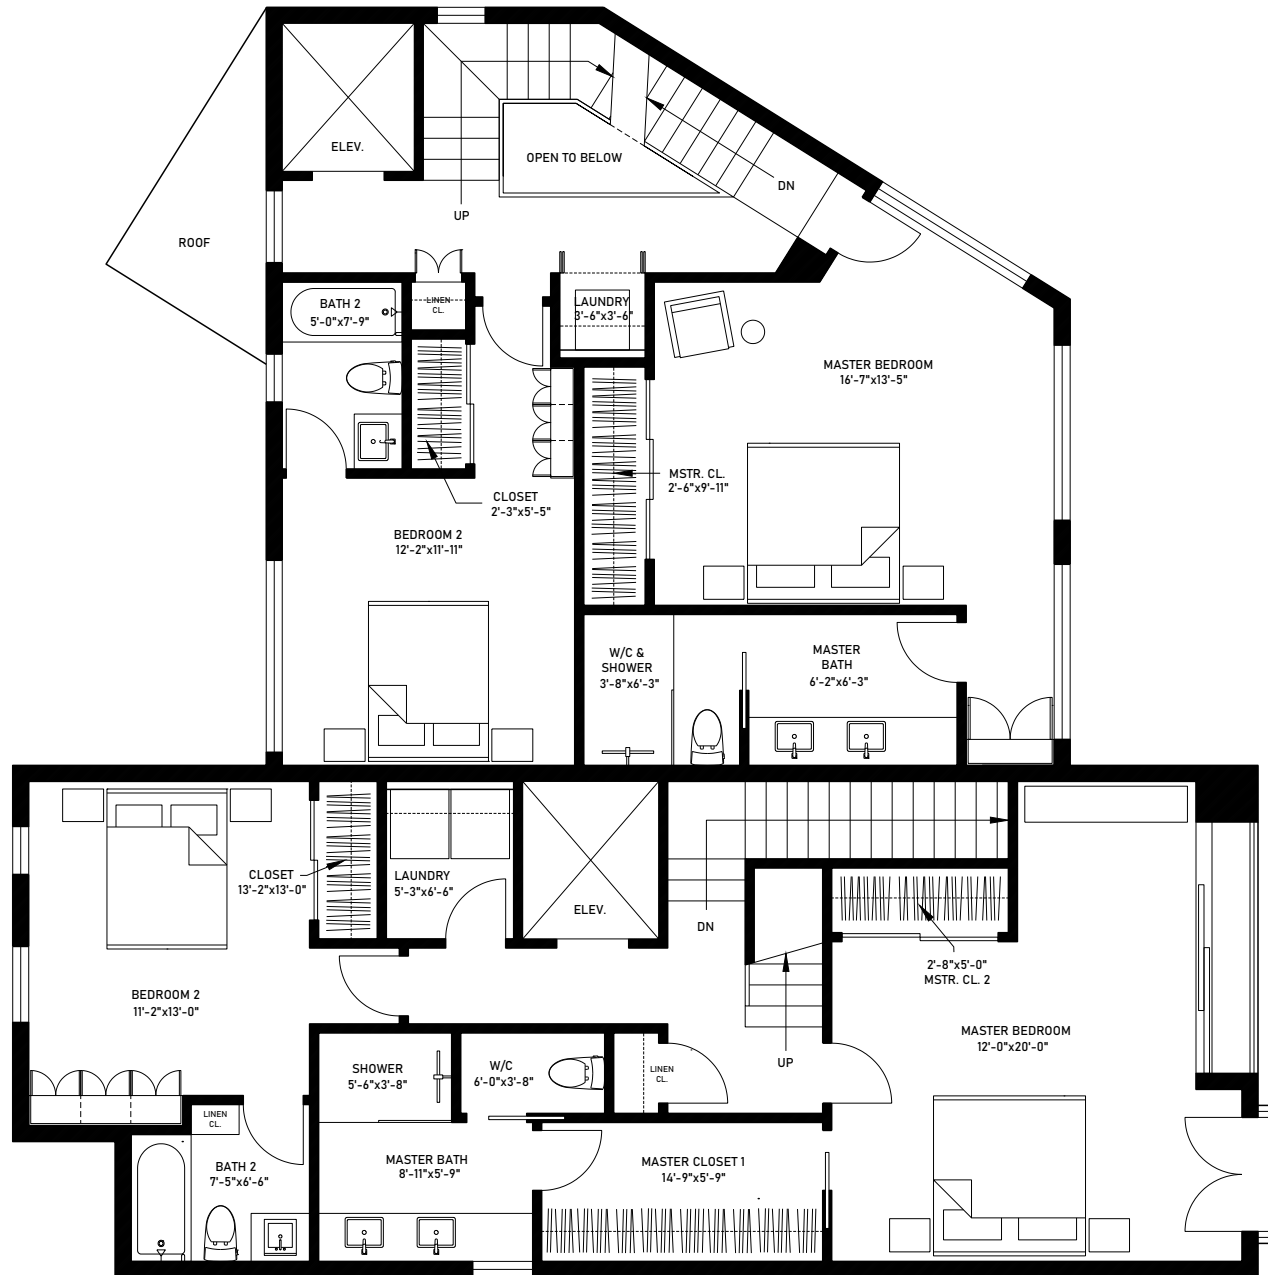 ELEV.
OPEN TO BELOW
DN
UP
ROOF
BATH 2
5'-0"x7'-9"
LINEN
CL.
LAUNDRY
3'-6"x3'-6"
MASTER BEDROOM
16'-7"x13'-5"
MSTR. CL.
2'-6"x9'-11"
CLOSET
2'-3"x5'-5"
BEDROOM 2
12'-2"x11'-11"
W/C &
SHOWER
3'-8"x6'-3"
MASTER
BATH
6'-2"x6'-3"
CLOSET
13'-2"x13'-0"
LAUNDRY
5'-3"x6'-6"
ELEV.
DN
2'-8"x5'-0"
MSTR. CL. 2
BEDROOM 2
11'-2"x13'-0"
MASTER BEDROOM
12'-0"x20'-0"
UP
SHOWER
5'-6"x3'-8"
W/C
6'-0"x3'-8"
LINEN
CL.
LINEN
CL.
BATH 2
7'-5"x6'-6"
MASTER BATH
8'-11"x5'-9"
MASTER CLOSET 1
14'-9"x5'-9"